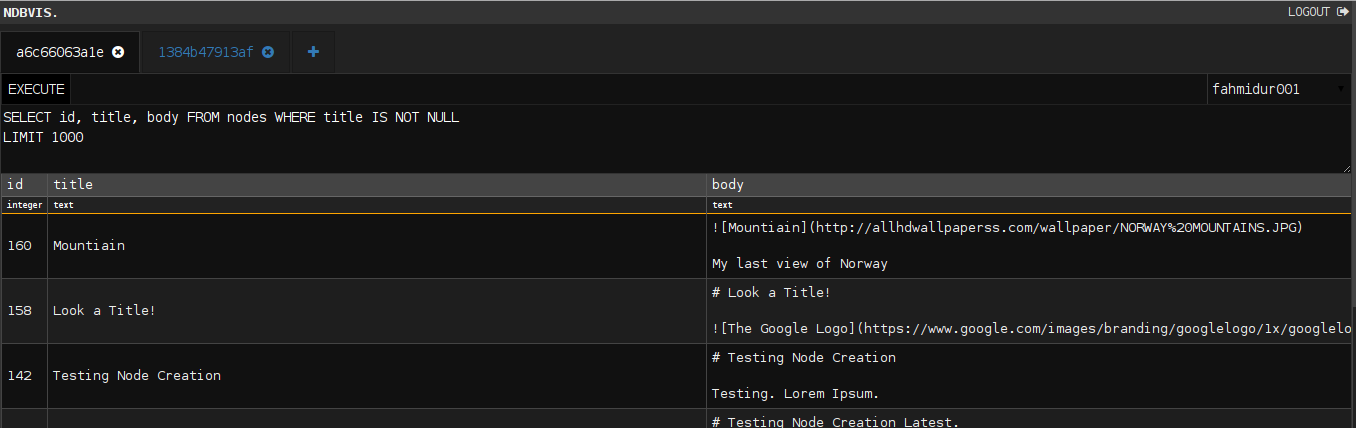 NDBVIS. LOGOUT
a6c66063a1e 1384b47913af
EXECUTE fahmidur001
SELECT id, title, body FROM nodes WHERE title IS NOT NULL
LIMIT 1000
id title body
integer text text
160 Mountiain ![Mountiain](http://allhdwallpaperss.com/wallpaper/NORWAY%20MOUNTAINS.JPG)
My last view of Norway
158 Look a Title! # Look a Title!
![The Google Logo](https://www.google.com/images/branding/googlelogo/1x/googlelo
142 Testing Node Creation # Testing Node Creation
Testing. Lorem Ipsum.
# Testing Node Creation Latest.